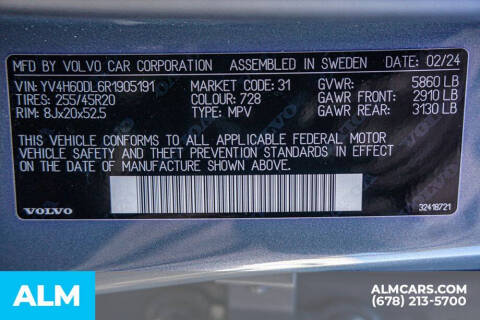 MFD BY VOLVO CAR CORPORATION ASSEMBLED IN SWEDEN 02/24
VIN: YV4H60DL6R1905191 MARKET: 31 GVWR: 5860 LB
TIRES: 255/45R20 COLOUR: 728 GAWR FRONT: 2910 LB
RIM: 8Jx20x52.5 TYPE: MPV GAWR REAR: 3130 LB
THIS VEHICLE CONFORMS TO ALL APPLICABLE FEDERAL MOTOR
VEHICLE SAFETY AND THEFT PREVENTION STANDARDS IN EFFECT
ON THE DATE OF MANUFACTURE SHOWN ABOVE.
VOLVO 32418721
ALM ALMCARS.COM
(678) 213-5700